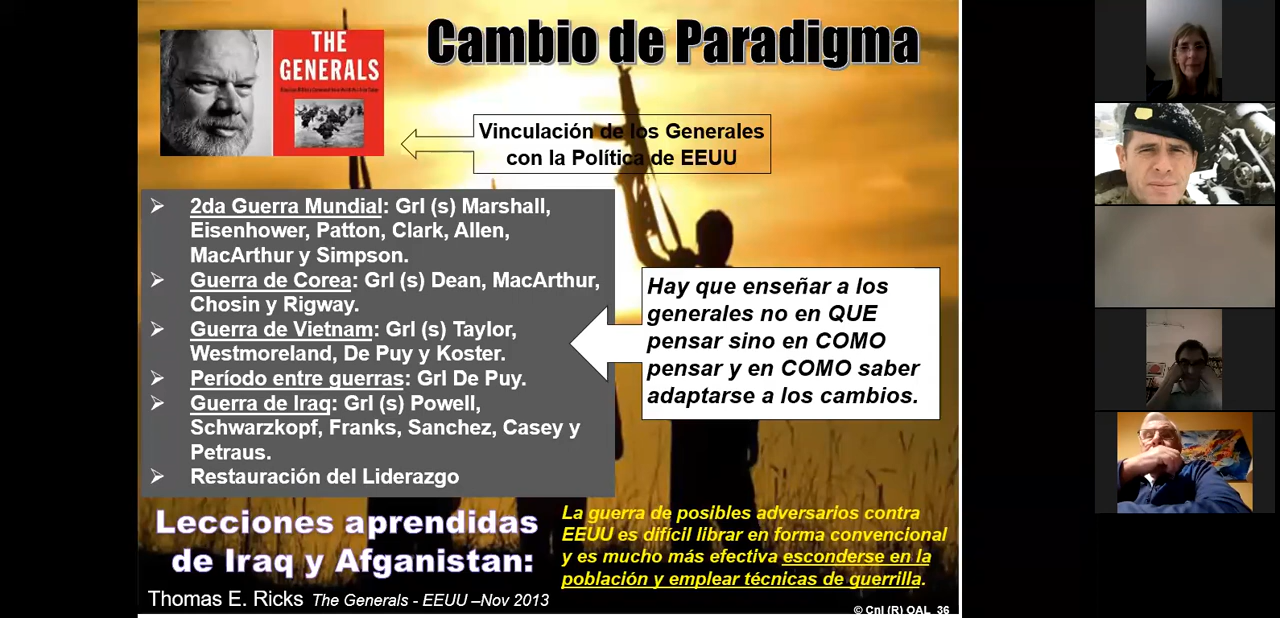 Cambio de Paradigma
THE
GENERALS
Vinculación de los Generales
con la Política de EEUU
2da Guerra Mundial: Grl (s) Marshall,
Eisenhower, Patton, Clark, Allen,
MacArthur y Simpson.
Guerra de Corea: Grl (s) Dean, MacArthur,
Chosin y Rigway.
Guerra de Vietnam: Grl (s) Taylor,
Westmoreland, De Puy y Koster.
Período entre guerras: Grl De Puy.
Guerra de Iraq: Grl (s) Powell,
Schwarzkopf, Franks, Sanchez, Casey y
Petraus.
Restauración del Liderazgo
Hay que enseñar a los
generales no en QUE
pensar sino en COMO
pensar y en COMO saber
adaptarse a los cambios.
Lecciones aprendidas
de Iraq y Afganistan:
La guerra de posibles adversarios contra
EEUU es difícil librar en forma convencional
y es mucho más efectiva esconderse en la
población y emplear técnicas de guerrilla.
Thomas E. Ricks The Generals - EEUU –Nov 2013
© Cnl (R) OAL 36